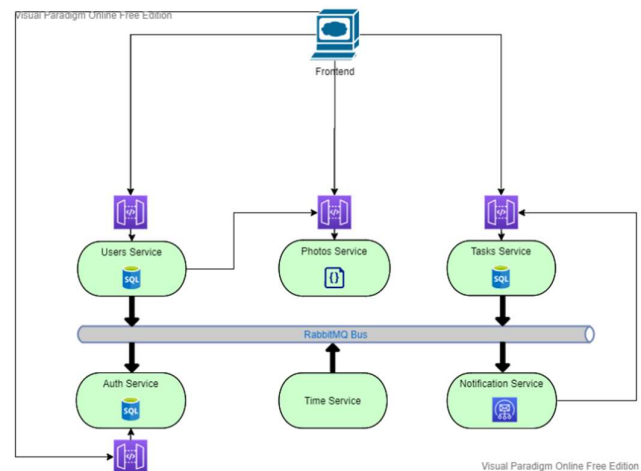 Visual Paradigm Online Free Edition
Frontend
</>
</>
</>
Users Service
SQL
Photos Service
{}
Tasks Service
SQL
RabbitMQ Bus
Auth Service
SQL
Time Service
Notification Service
</>
Visual Paradigm Online Free Edition